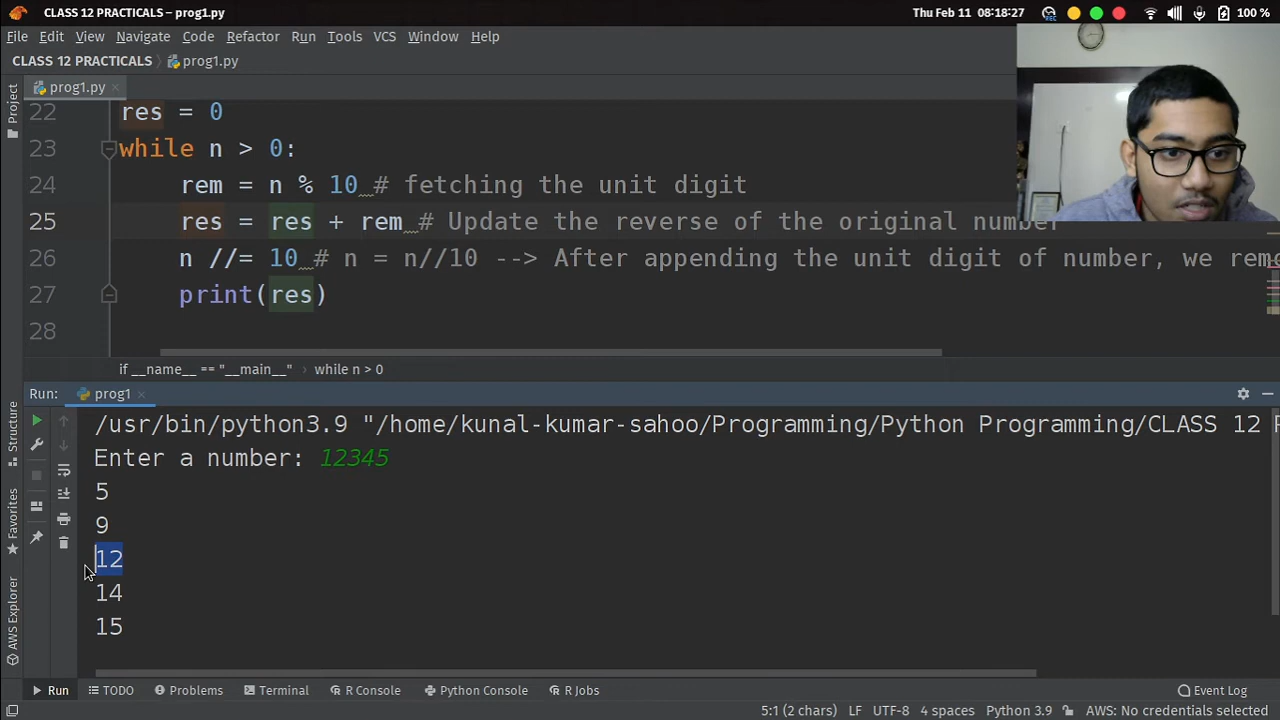 CLASS 12 PRACTICALS – prog1.py
Thu Feb 11 08:18:27
REC
100 %
File Edit View Navigate Code Refactor Run Tools VCS Window Help
CLASS 12 PRACTICALS prog1.py
Project
prog1.py
22 res = 0
23 while n > 0:
24 rem = n % 10 # fetching the unit digit
25 res = res + rem # Update the reverse of the original number
26 n //= 10 # n = n//10 --> After appending the unit digit of number, we remo
27 print(res)
28
if __name__ == "__main__" › while n > 0
Run: prog1
/usr/bin/python3.9 "/home/kunal-kumar-sahoo/Programming/Python Programming/CLASS 12 P
Enter a number: 12345
5
9
12
14
15
Structure
Favorites
AWS Explorer
Run TODO Problems Terminal R Console Python Console R Jobs Event Log
5:1 (2 chars) LF UTF-8 4 spaces Python 3.9 AWS: No credentials selected